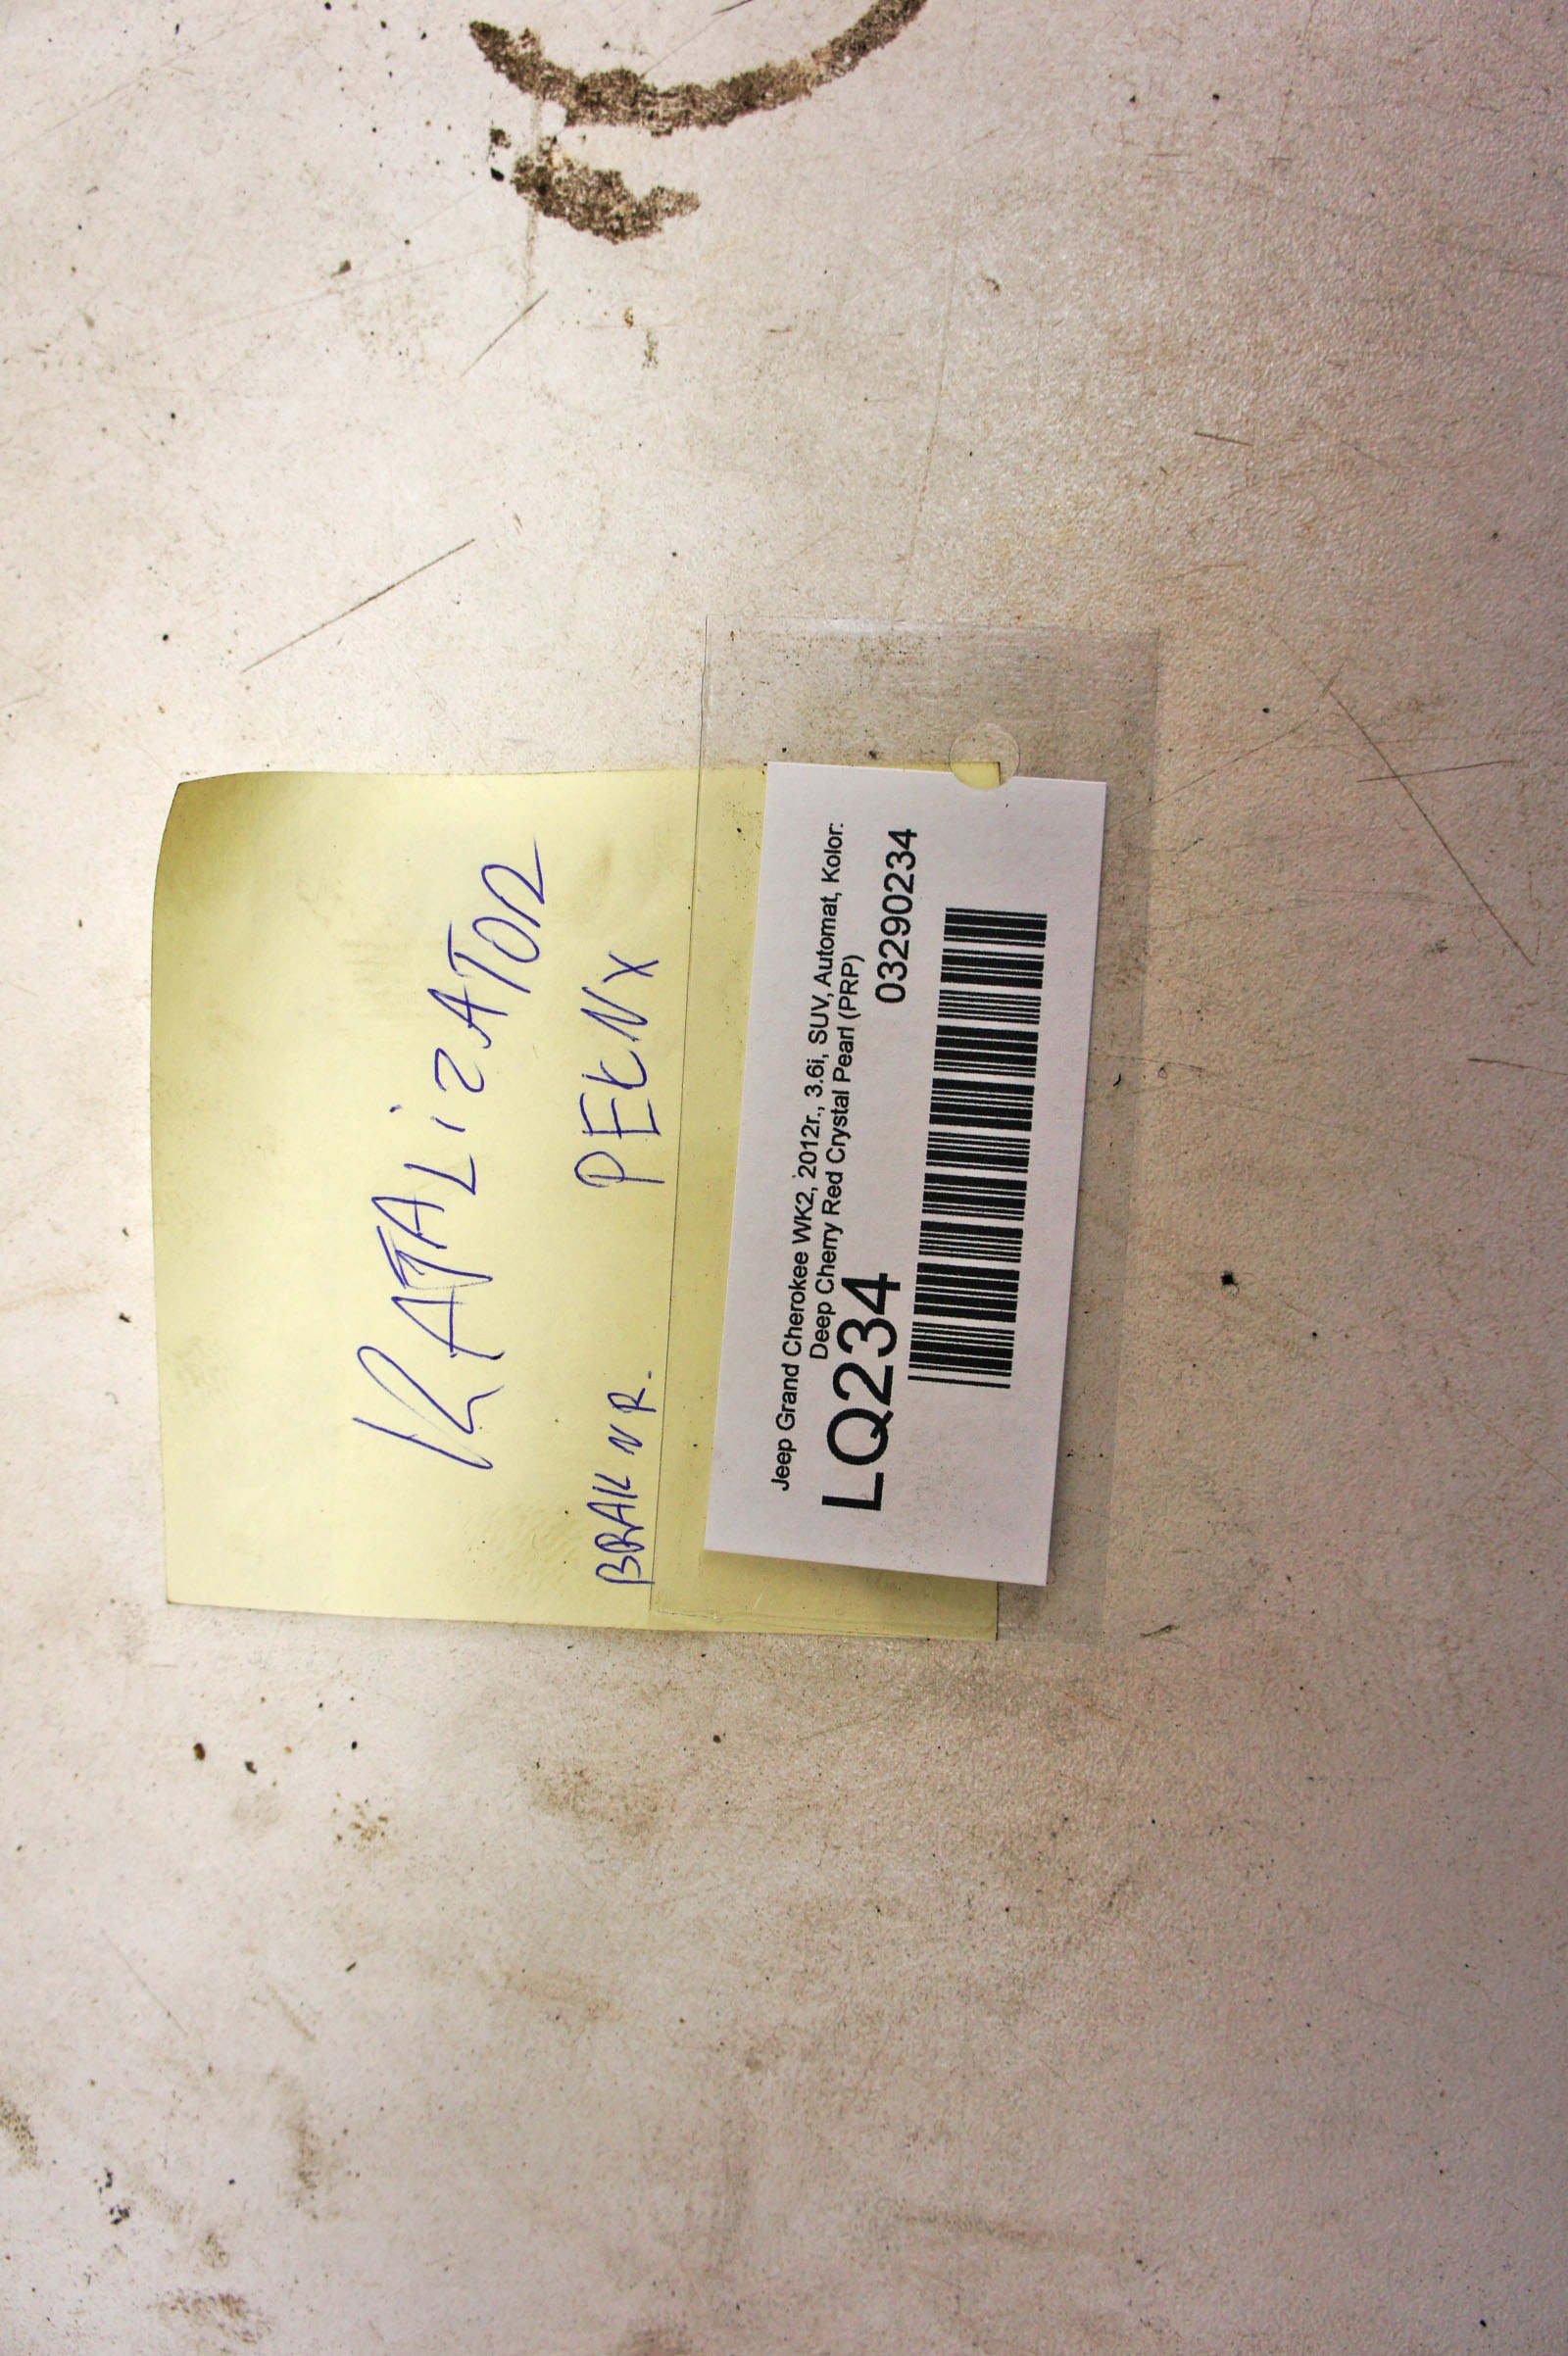 KATALiZATOR
PEŁNY
BRAK NR.
Jeep Grand Cherokee WK2, 2012r., 3.6i, SUV, Automat, Kolor:
Deep Cherry Red Crystal Pearl (PRP)
LQ234 03290234